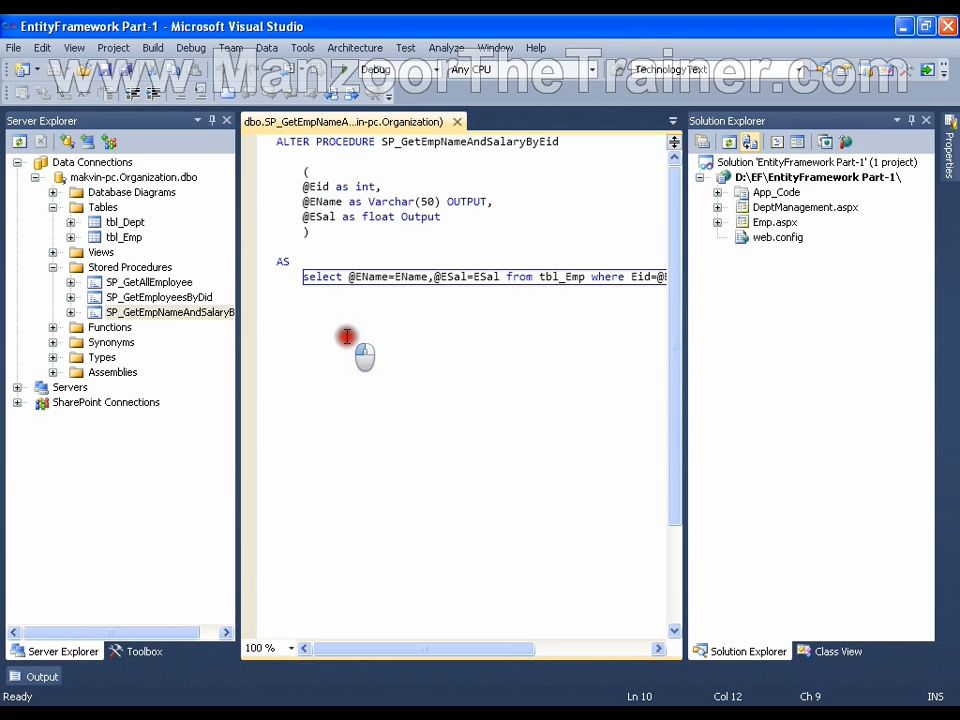 EntityFramework Part-1 - Microsoft Visual Studio
File Edit View Project Build Debug Team Data Tools Architecture Test Analyze Window Help
www.ManzoorTheTrainer.com
Debug Any CPU TechnologyText
Server Explorer
dbo.SP_GetEmpNameA...in-pc.Organization)
Solution Explorer
Data Connections
makvin-pc.Organization.dbo
Database Diagrams
Tables
tbl_Dept
tbl_Emp
Views
Stored Procedures
SP_GetAllEmployee
SP_GetEmployeesByDid
SP_GetEmpNameAndSalaryB
Functions
Synonyms
Types
Assemblies
Servers
SharePoint Connections
ALTER PROCEDURE SP_GetEmpNameAndSalaryByEid
(
@Eid as int,
@EName as Varchar(50) OUTPUT,
@ESal as float Output
)
AS
select @EName=EName,@ESal=ESal from tbl_Emp where Eid=@E
Solution 'EntityFramework Part-1' (1 project)
D:\EF\EntityFramework Part-1\
App_Code
DeptManagement.aspx
Emp.aspx
web.config
Properties
100 %
Server Explorer Toolbox
Solution Explorer Class View
Output
Ready Ln 10 Col 12 Ch 9 INS